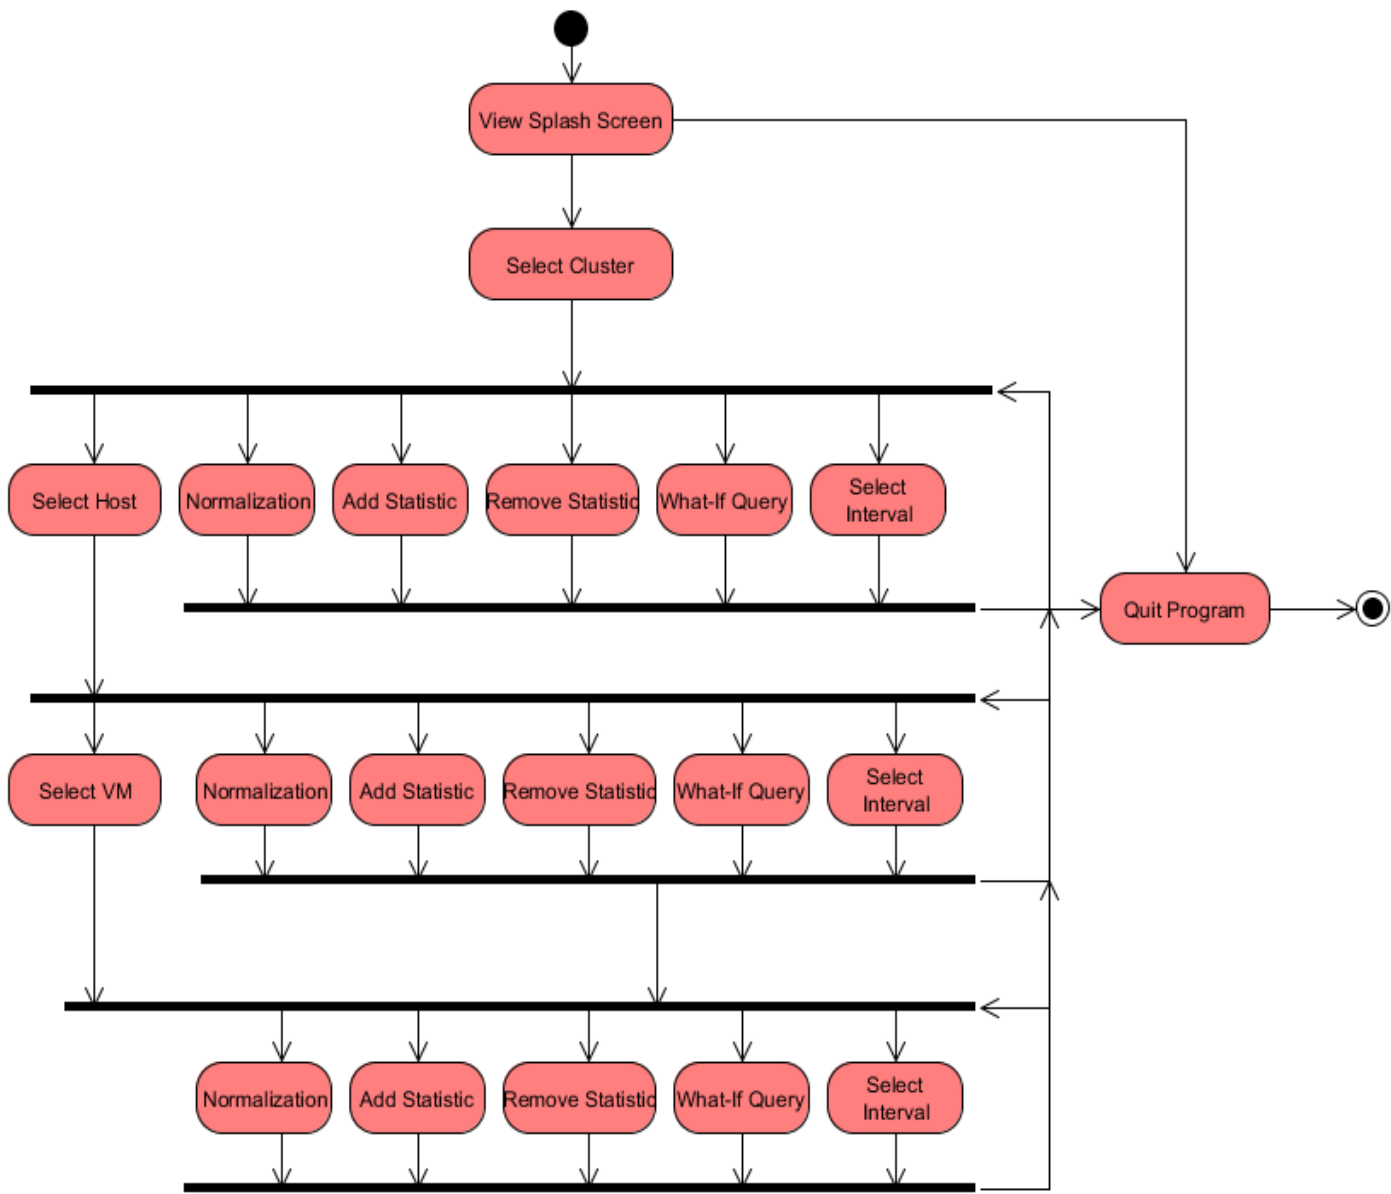 View Splash Screen
Select Cluster
Select Host
Normalization
Add Statistic
Remove Statistic
What-If Query
Select
Interval
Quit Program
Select VM
Normalization
Add Statistic
Remove Statistic
What-If Query
Select
Interval
Normalization
Add Statistic
Remove Statistic
What-If Query
Select
Interval